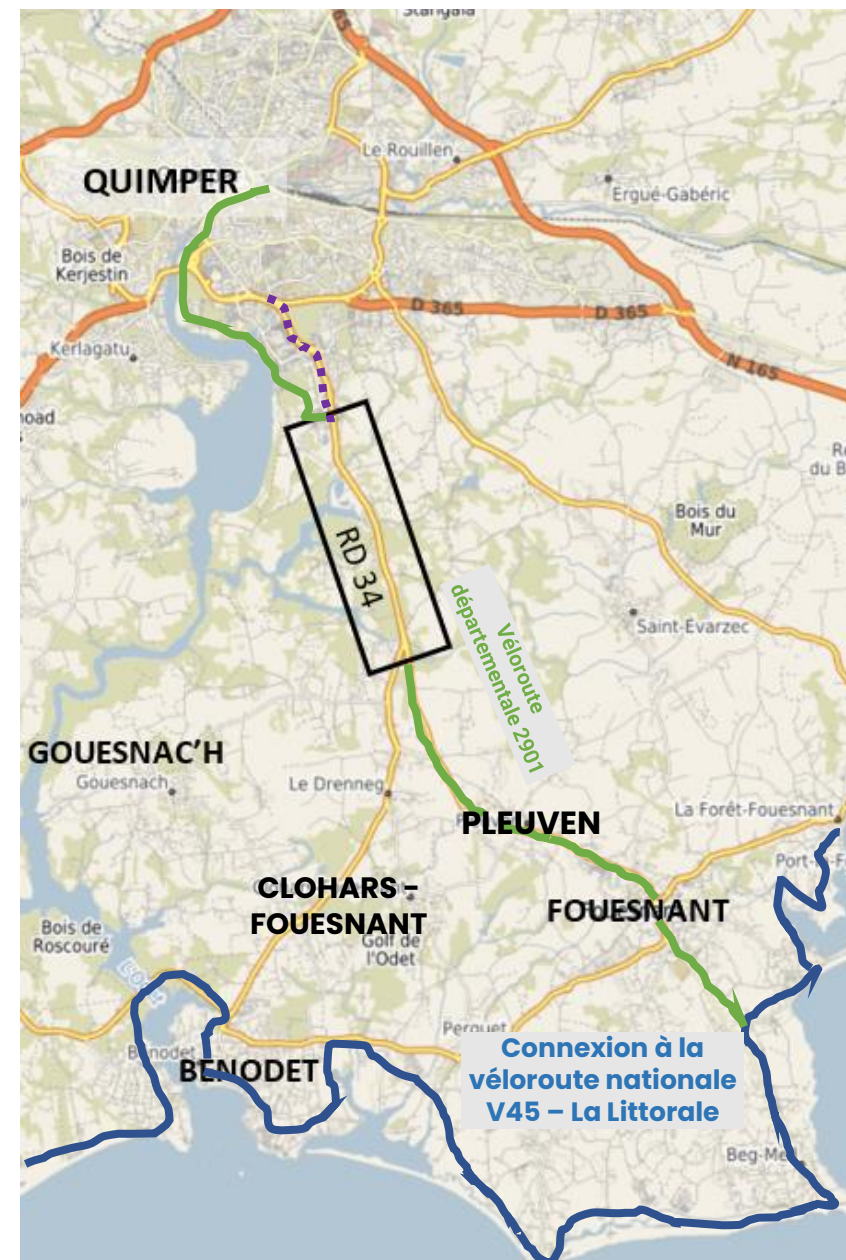 Stangala
Le Rouillen
QUIMPER
Ergué-Gabéric
Bois de
Kerjestin
D 365
D 365
Kerlagatu
N 165
Bois du
Mur
RD 34
Véloroute
départementale 2901
Saint-Evarzec
GOUESNAC'H
Gouesnach
Le Drenneg
La Forêt-Fouesnant
PLEUVEN
CLOHARS –
FOUESNANT
FOUESNANT
Bois de
Roscouré
Golf de
l'Odet
L'Odet
Perguet
Bénodet
BENODET
Connexion à la
véloroute nationale
V45 – La Littorale